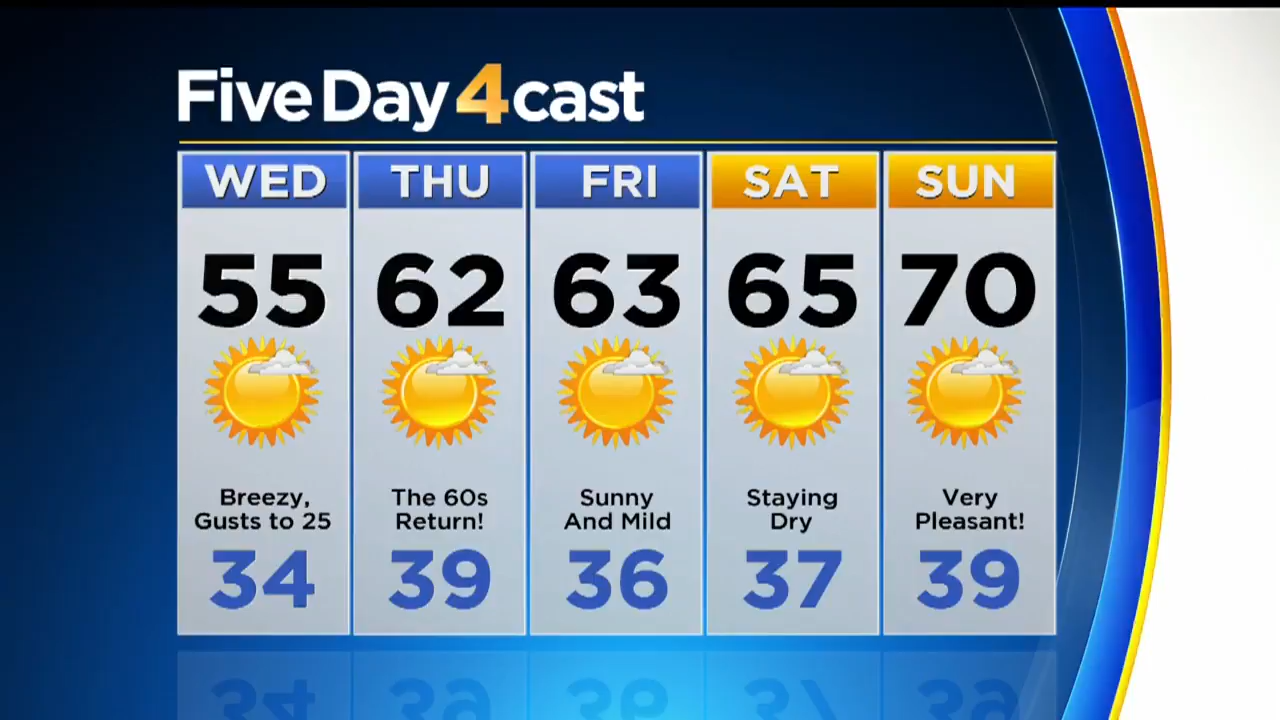 Five Day 4cast
WED THU FRI SAT SUN
55 62 63 65 70
Breezy, The 60s Sunny Staying Very
Gusts to 25 Return! And Mild Dry Pleasant!
34 39 36 37 39